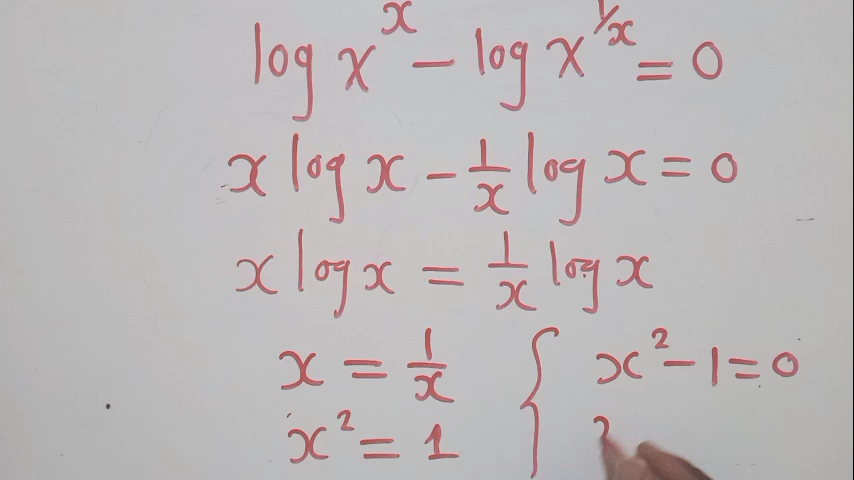 log x^x - log x^1/x = 0
x log x - 1/x log x = 0
x log x = 1/x log x
x = 1/x { x² - 1 = 0
x² = 1